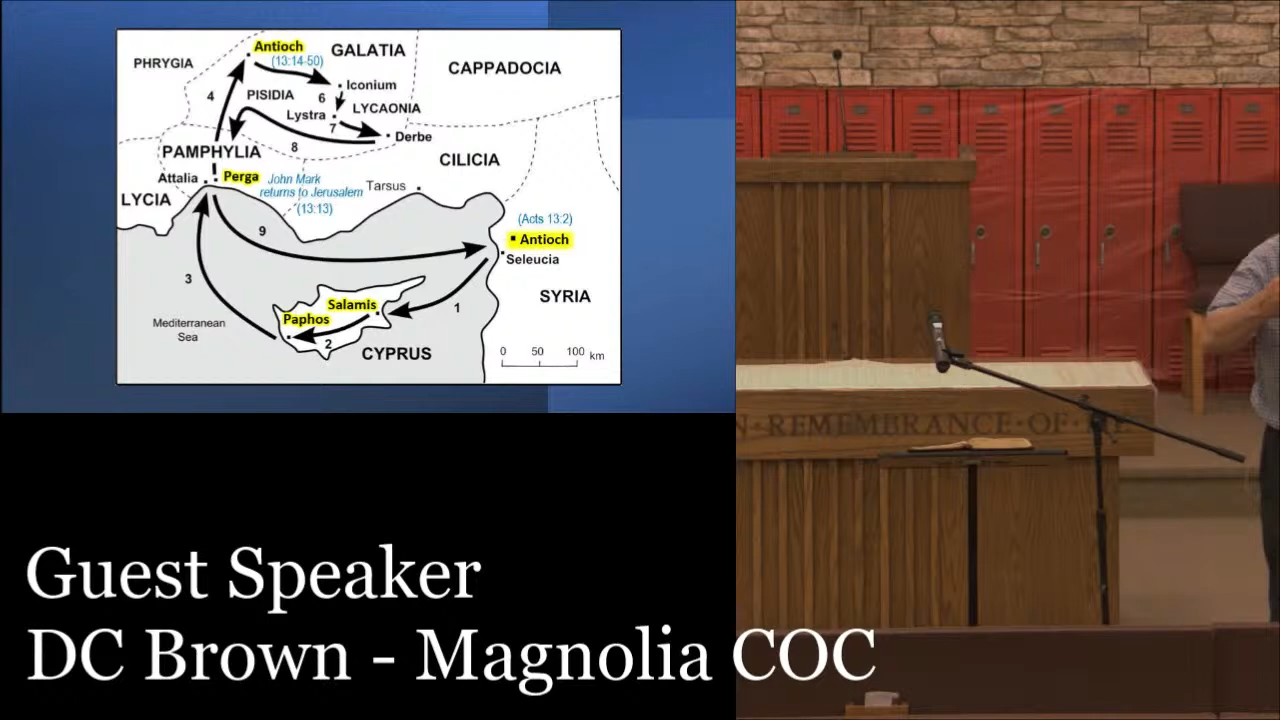 Antioch
(13:14-50)
GALATIA
PHRYGIA
CAPPADOCIA
Iconium
4
PISIDIA
6
LYCAONIA
Lystra
7
Derbe
8
PAMPHYLIA
CILICIA
Attalia
Perga
John Mark
returns to Jerusalem
(13:13)
Tarsus
LYCIA
(Acts 13:2)
Antioch
9
Seleucia
3
SYRIA
Salamis
1
Paphos
Mediterranean
Sea
2
CYPRUS
0 50 100 km
N·REMEMBRANCE·OF·ME
Guest Speaker
DC Brown - Magnolia COC